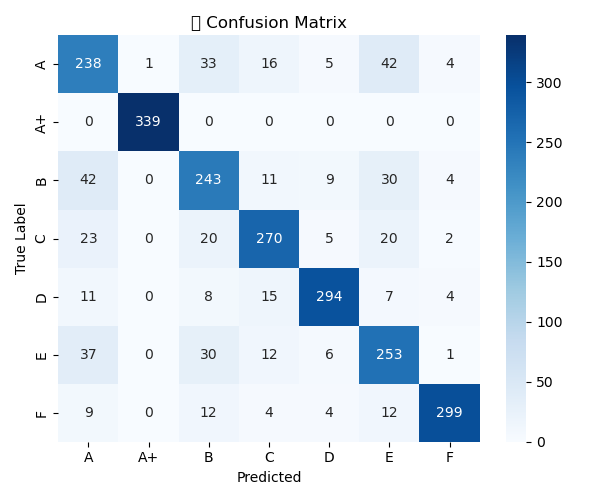 Confusion Matrix
A 238 1 33 16 5 42 4
A+ 0 339 0 0 0 0 0
B 42 0 243 11 9 30 4
C 23 0 20 270 5 20 2
D 11 0 8 15 294 7 4
E 37 0 30 12 6 253 1
F 9 0 12 4 4 12 299
A A+ B C D E F
Predicted
True Label
300
250
200
150
100
50
0